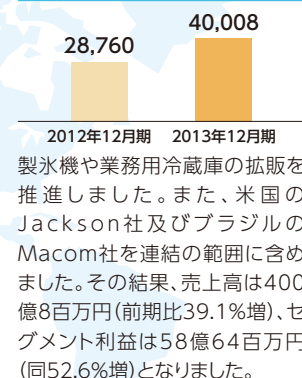 40,008
28,760
2012年12月期 2013年12月期
製氷機や業務用冷蔵庫の拡販を
推進しました。また、米国の
Jackson社及びブラジルの
Macom社を連結の範囲に含め
ました。その結果、売上高は400
億8百万円(前期比39.1%増)、セ
グメント利益は58億64百万円
(同52.6%増)となりました。